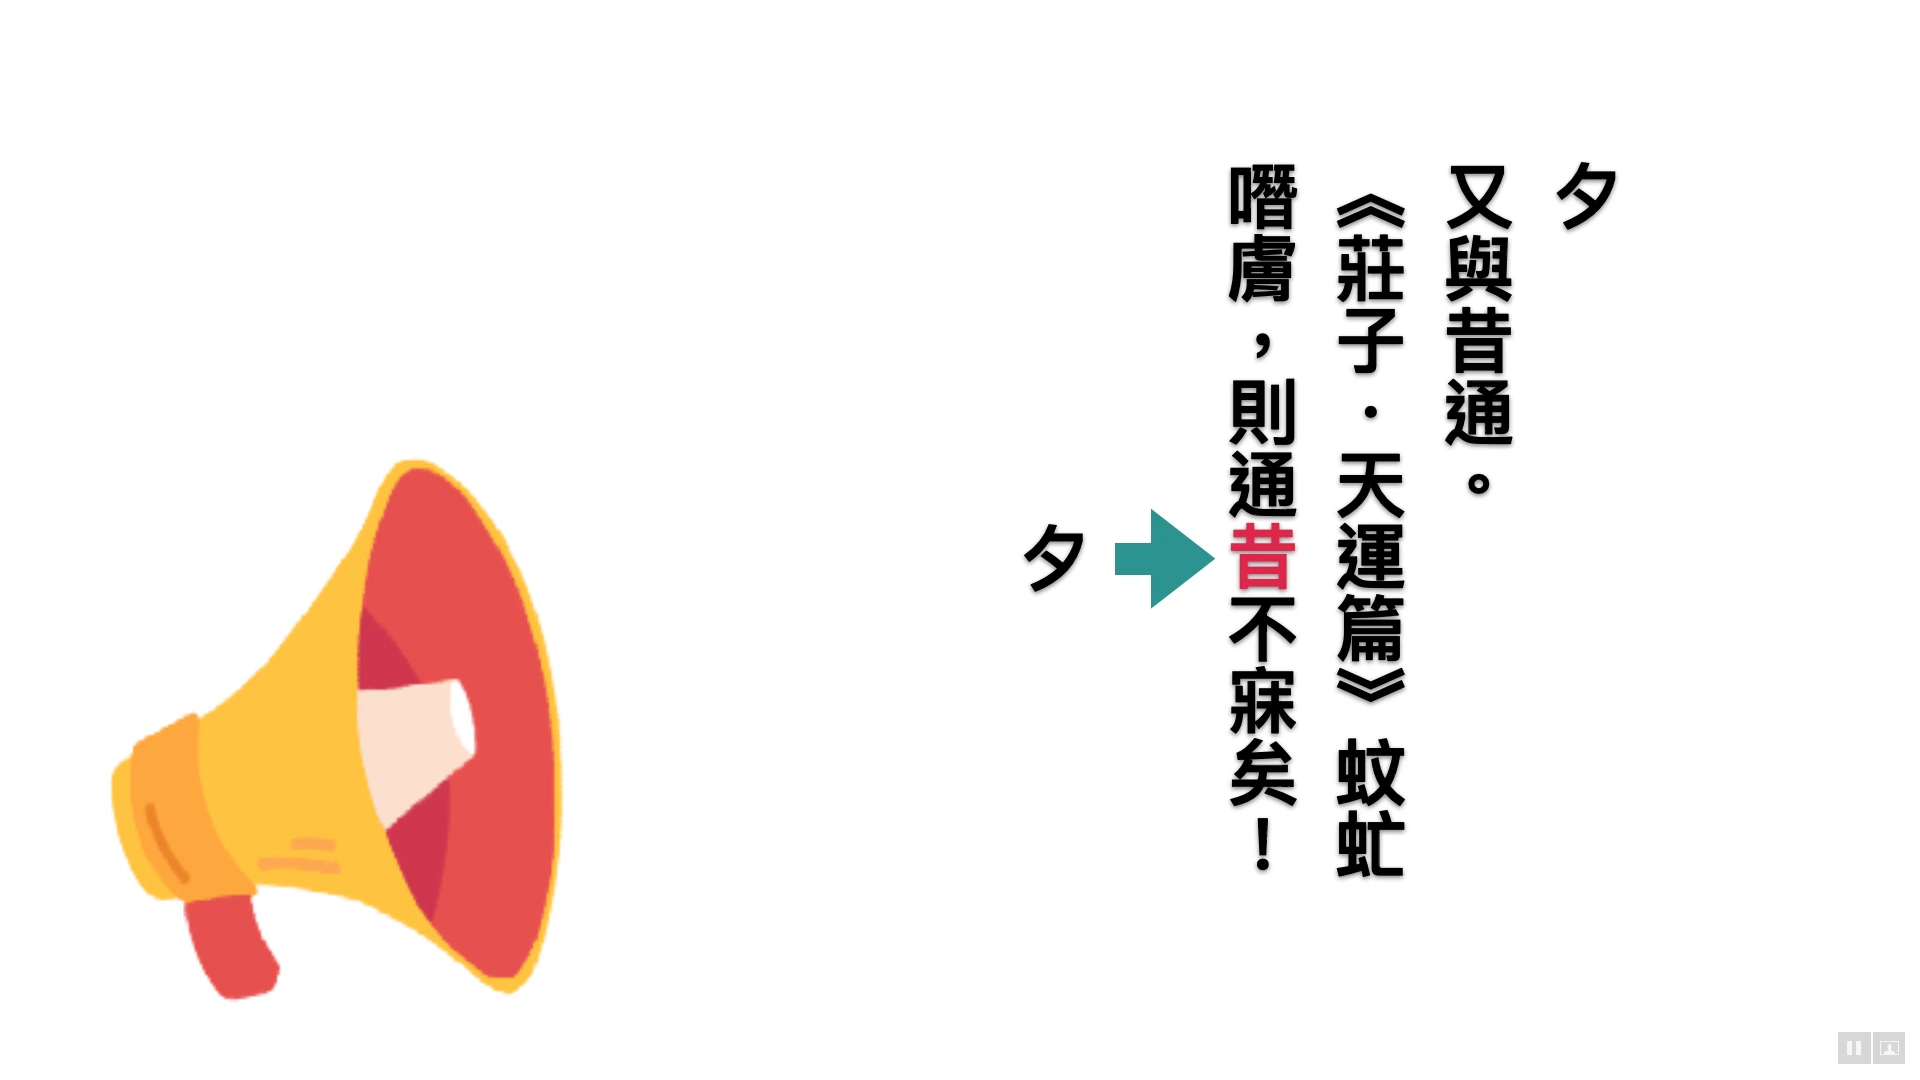 夕
又與昔通。
《莊子．天運篇》蚊虻
噆膚，則通昔不寐矣！
夕